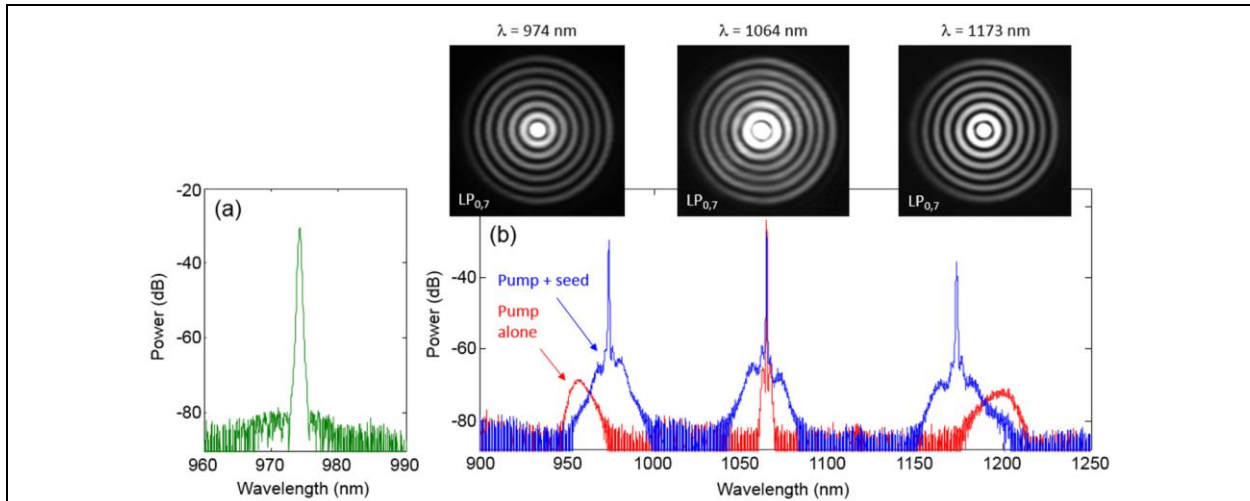 λ = 974 nm
λ = 1064 nm
λ = 1173 nm
LP0,7
LP0,7
LP0,7
(a)
-20
-40
-60
-80
Power (dB)
960
970
980
990
Wavelength (nm)
(b)
Pump + seed
Pump
alone
-40
-60
-80
Power (dB)
900
950
1000
1050
1100
1150
1200
1250
Wavelength (nm)